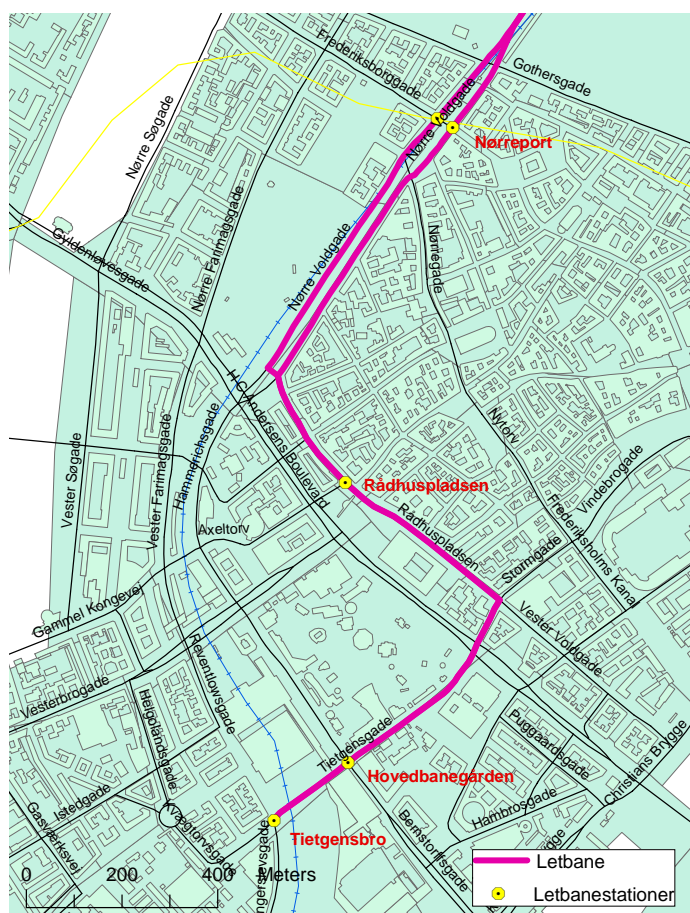 Frederiksborggade
Gothersgade
Nørre Søgade
Nørre Voldgade
Nørreport
Nørre Farimagsgade
Gyldenløvesgade
Nørre Voldgade
Nørregade
H C Andersens Boulevard
Hammerichsgade
Nytorv
Vester Søgade
Vester Farimagsgade
Rådhuspladsen
Vindebrogade
Axeltorv
Rådhuspladsen
Frederiksholms Kanal
Stormgade
Gammel Kongevej
Vester Voldgade
Vesterbrogade
Reventlowsgade
Helgolandsgade
Tietgensgade
Puggaardsgade
Christians Brygge
Hovedbanegården
Istedgade
Kvægtorvsgade
Hambrosgade
Gasværksvej
Tietgensbro
Bernstorffsgade
Letbane
Letbanestationer
0 200 400 Meters